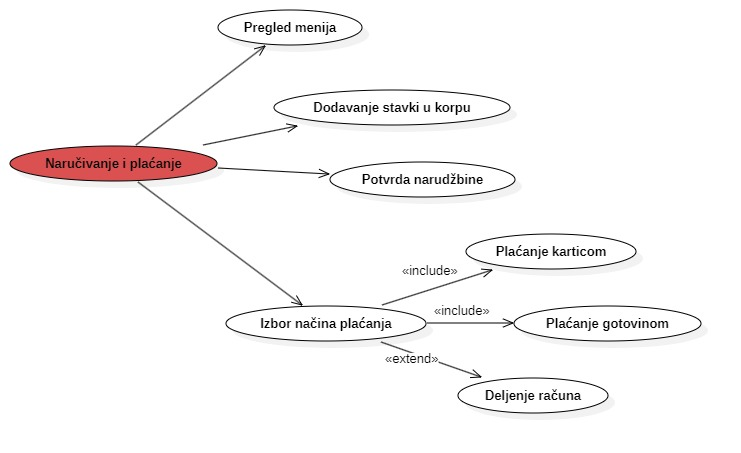 Pregled menija
Dodavanje stavki u korpu
Naručivanje i plaćanje
Potvrda narudžbine
Plaćanje karticom
«include»
«include»
Izbor načina plaćanja
Plaćanje gotovinom
«extend»
Deljenje računa